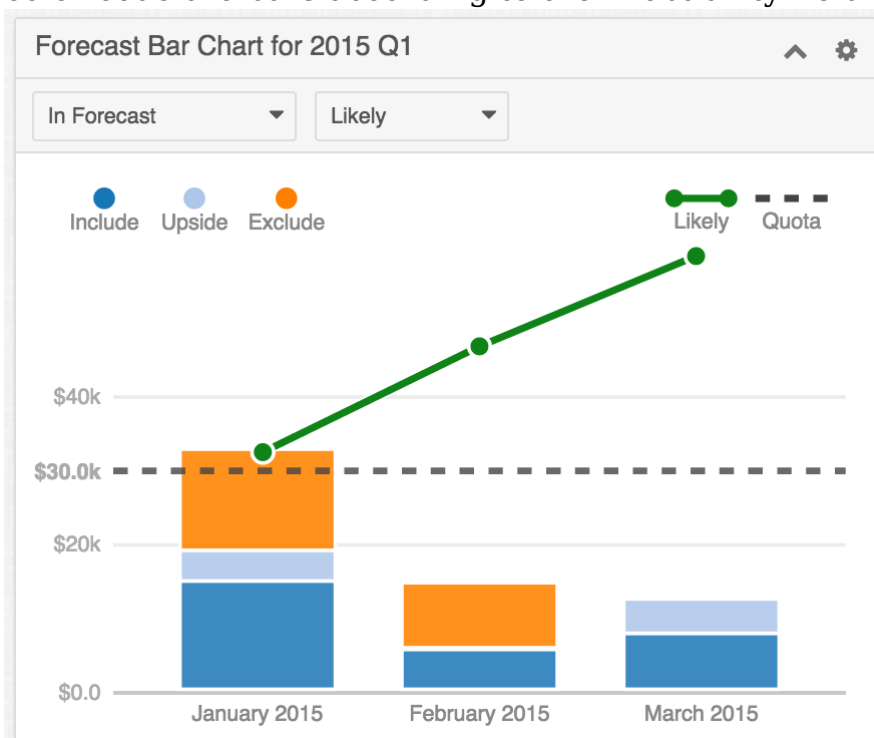 Forecast Bar Chart for 2015 Q1
In Forecast Likely
Include Upside Exclude Likely Quota
$40k
$30.0k
$20k
$0.0
January 2015 February 2015 March 2015